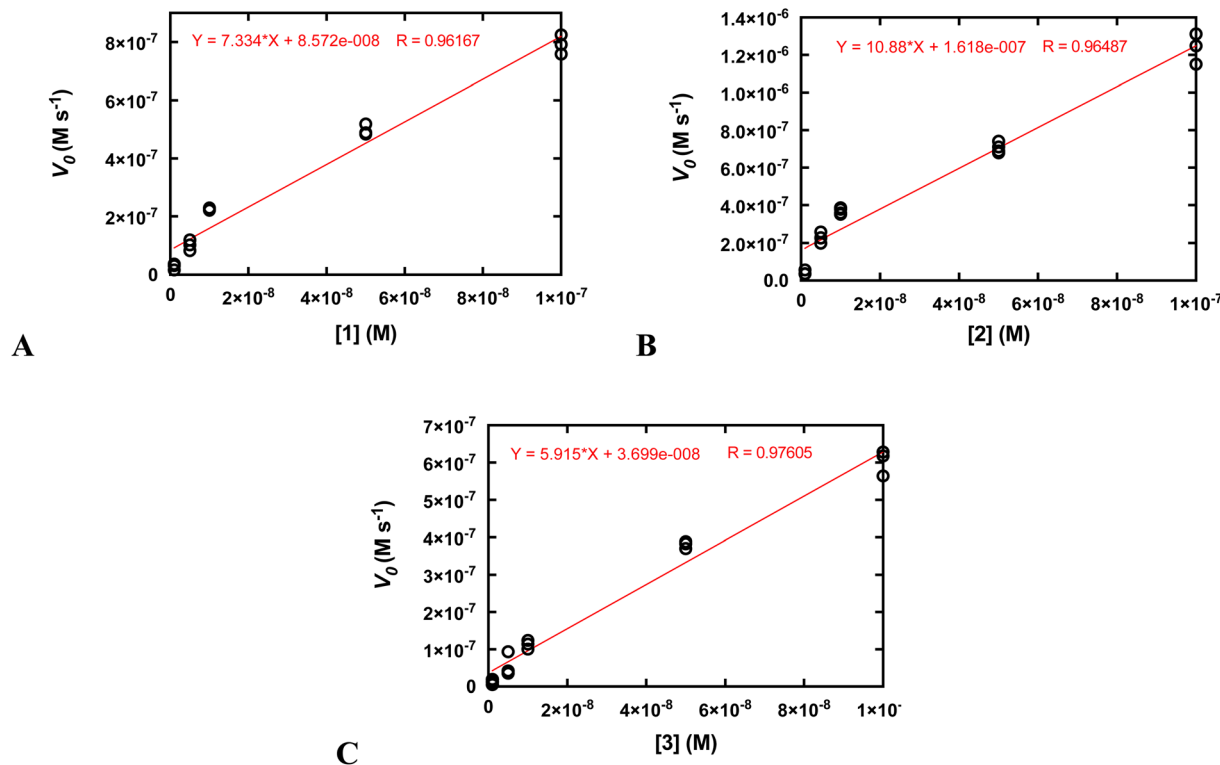 8×10⁻⁷
6×10⁻⁷
4×10⁻⁷
2×10⁻⁷
0
V₀ (M s⁻¹)
Y = 7.334*X + 8.572e-008 R = 0.96167
0 2×10⁻⁸ 4×10⁻⁸ 6×10⁻⁸ 8×10⁻⁸ 1×10⁻⁷
[1] (M)
A
1.4×10⁻⁶
1.2×10⁻⁶
1.0×10⁻⁶
8.0×10⁻⁷
6.0×10⁻⁷
4.0×10⁻⁷
2.0×10⁻⁷
0.0
V₀ (M s⁻¹)
Y = 10.88*X + 1.618e-007 R = 0.96487
0 2×10⁻⁸ 4×10⁻⁸ 6×10⁻⁸ 8×10⁻⁸ 1×10⁻⁷
[2] (M)
B
7×10⁻⁷
6×10⁻⁷
5×10⁻⁷
4×10⁻⁷
3×10⁻⁷
2×10⁻⁷
1×10⁻⁷
0
V₀ (M s⁻¹)
Y = 5.915*X + 3.699e-008 R = 0.97605
0 2×10⁻⁸ 4×10⁻⁸ 6×10⁻⁸ 8×10⁻⁸ 1×10⁻
[3] (M)
C